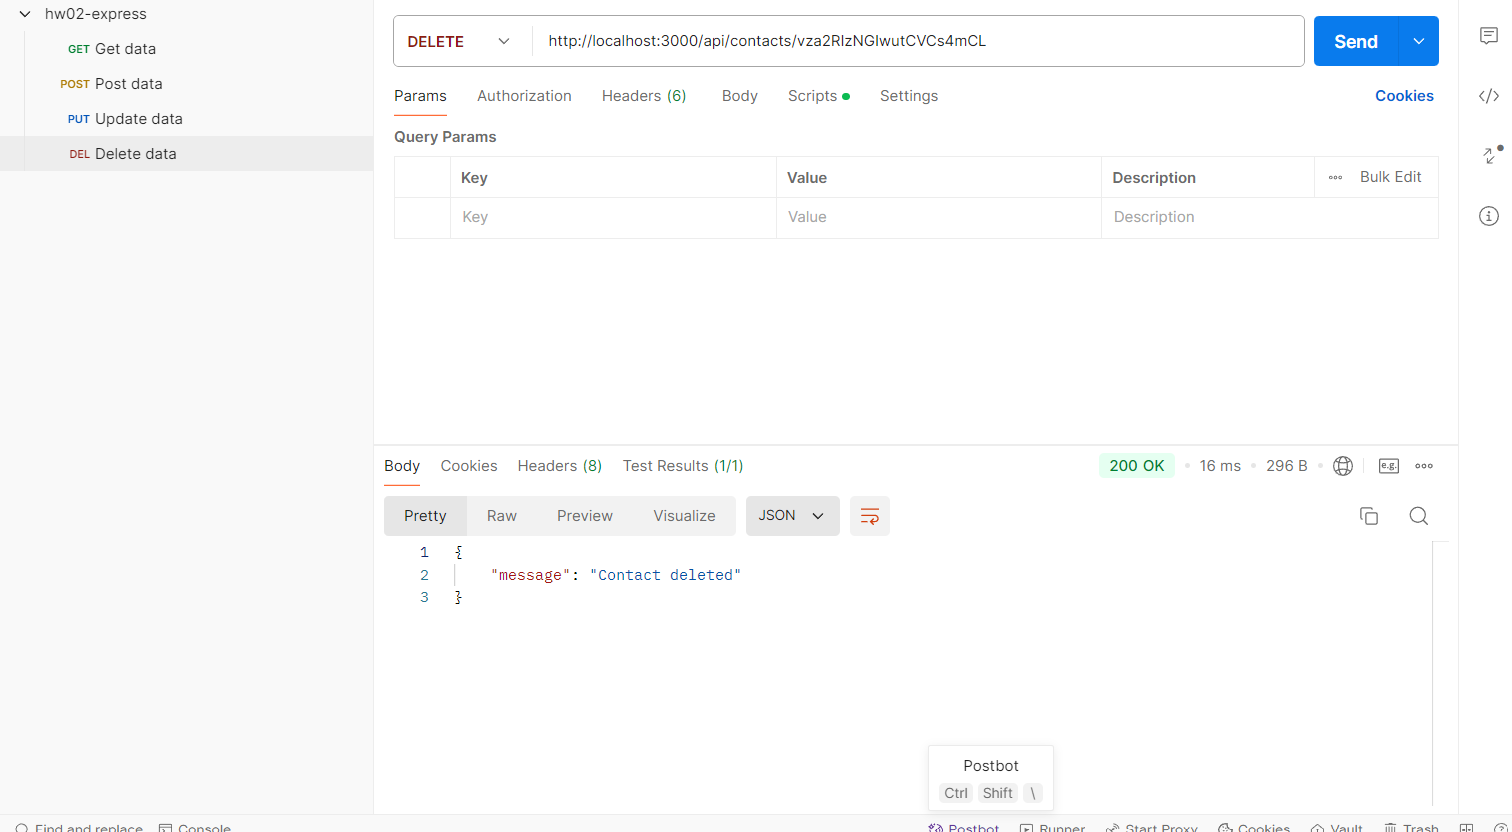 hw02-express
GET Get data
POST Post data
PUT Update data
DEL Delete data
DELETE http://localhost:3000/api/contacts/vza2RIzNGIwutCVCs4mCL Send
Params Authorization Headers (6) Body Scripts Settings Cookies
Query Params
Key Value Description Bulk Edit
Key Value Description
Body Cookies Headers (8) Test Results (1/1) 200 OK 16 ms 296 B e.g.
Pretty Raw Preview Visualize JSON
1 {
2 "message": "Contact deleted"
3 }
Postbot
Ctrl Shift \
Find and replace Console Postbot Runner Start Proxy Cookies Vault Trash